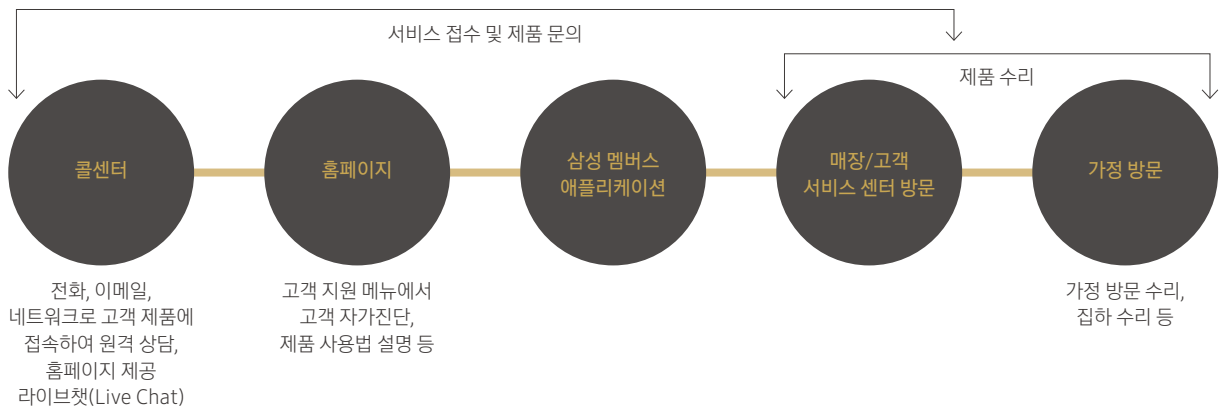 서비스 접수 및 제품 문의
제품 수리
콜센터
홈페이지
삼성 멤버스
애플리케이션
매장/고객
서비스 센터 방문
가정 방문
전화, 이메일,
네트워크로 고객 제품에
접속하여 원격 상담,
홈페이지 제공
라이브챗(Live Chat)
고객 지원 메뉴에서
고객 자가진단,
제품 사용법 설명 등
가정 방문 수리,
집하 수리 등